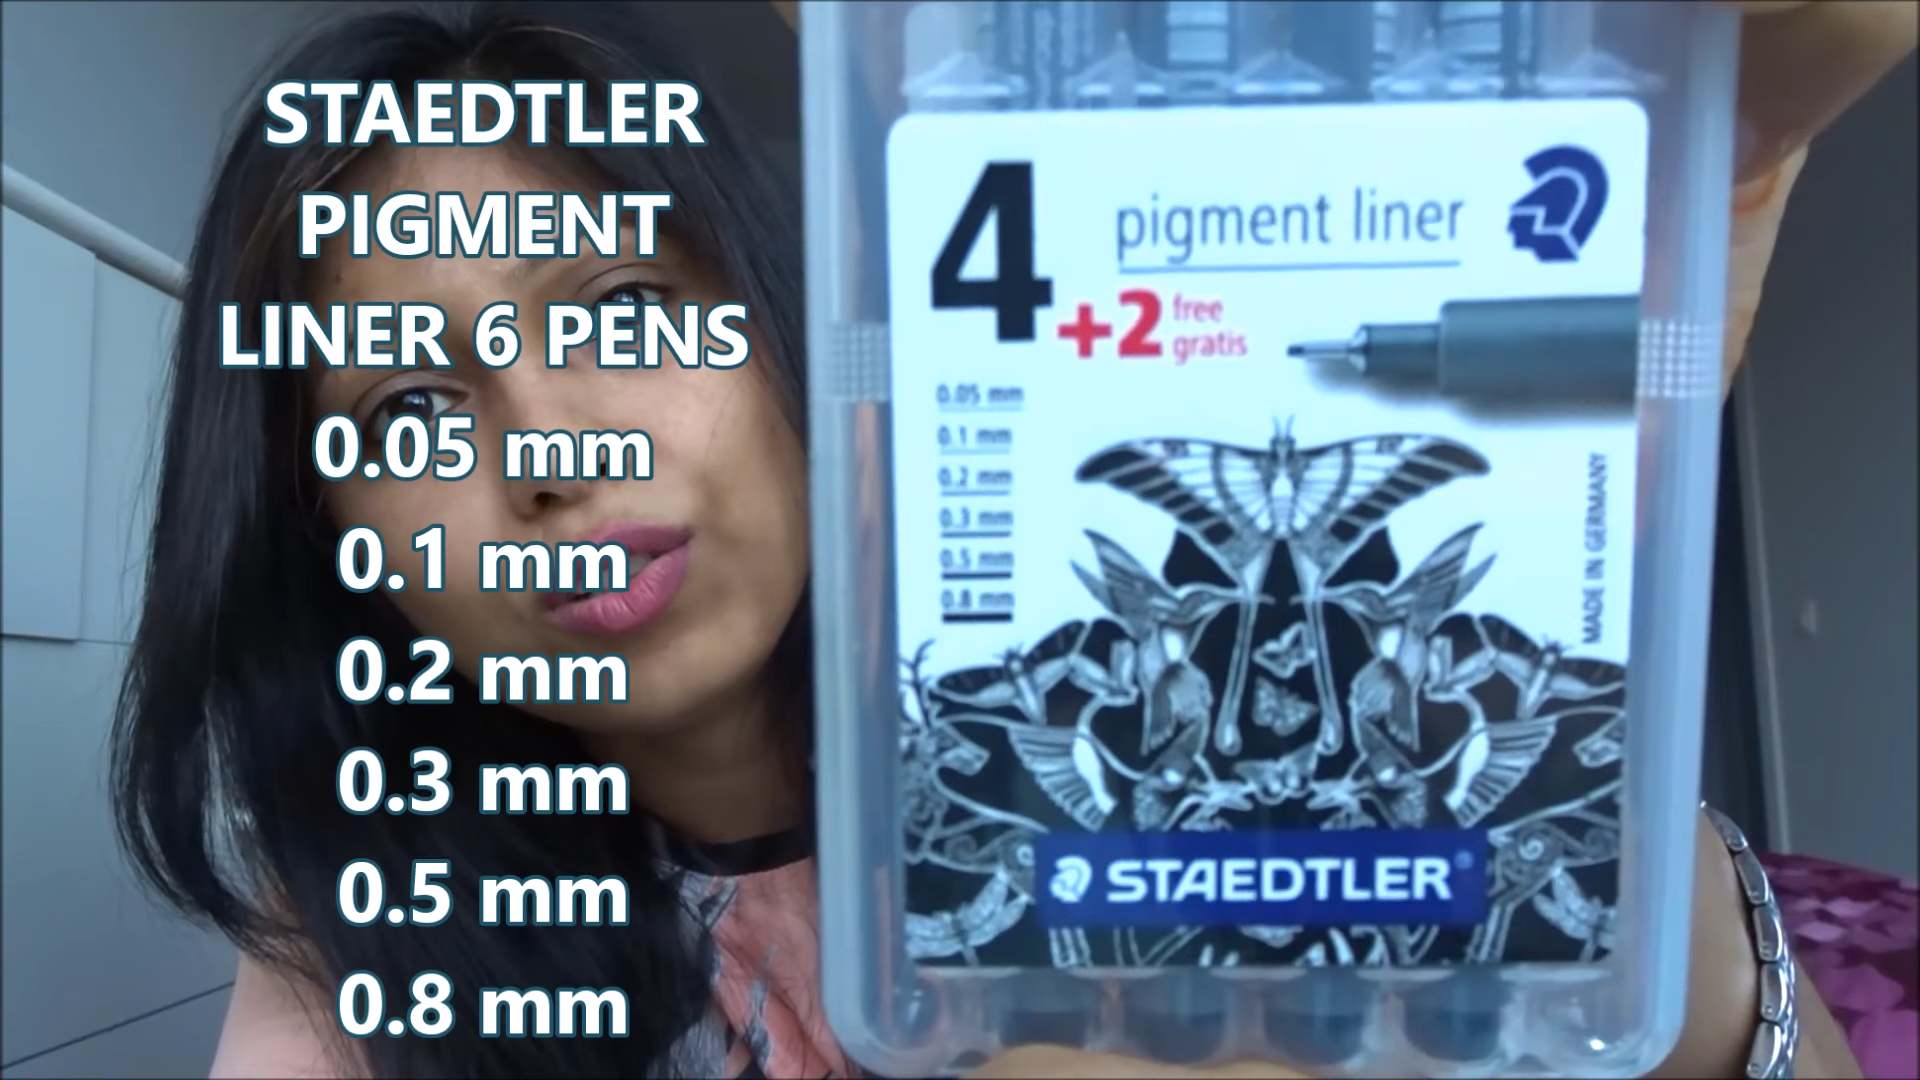 STAEDTLER
PIGMENT
LINER 6 PENS
0.05 mm
0.1 mm
0.2 mm
0.3 mm
0.5 mm
0.8 mm
4 pigment liner
+2 free
gratis
0.05 mm
0.1 mm
0.2 mm
0.3 mm
0.5 mm
0.8 mm
MADE IN GERMANY
STAEDTLER®